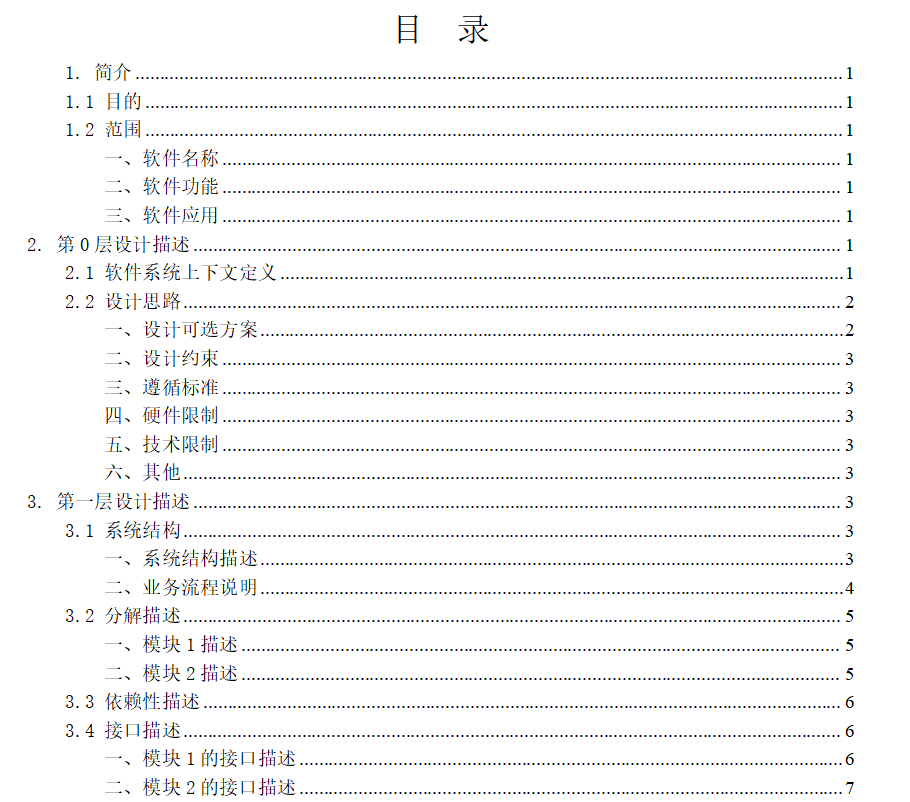 目 录
1. 简介 1
1.1 目的 1
1.2 范围 1
一、软件名称 1
二、软件功能 1
三、软件应用 1
2. 第 0 层设计描述 1
2.1 软件系统上下文定义 1
2.2 设计思路 2
一、设计可选方案 2
二、设计约束 3
三、遵循标准 3
四、硬件限制 3
五、技术限制 3
六、其他 3
3. 第一层设计描述 3
3.1 系统结构 3
一、系统结构描述 3
二、业务流程说明 4
3.2 分解描述 5
一、模块 1 描述 5
二、模块 2 描述 5
3.3 依赖性描述 6
3.4 接口描述 6
一、模块 1 的接口描述 6
二、模块 2 的接口描述 7